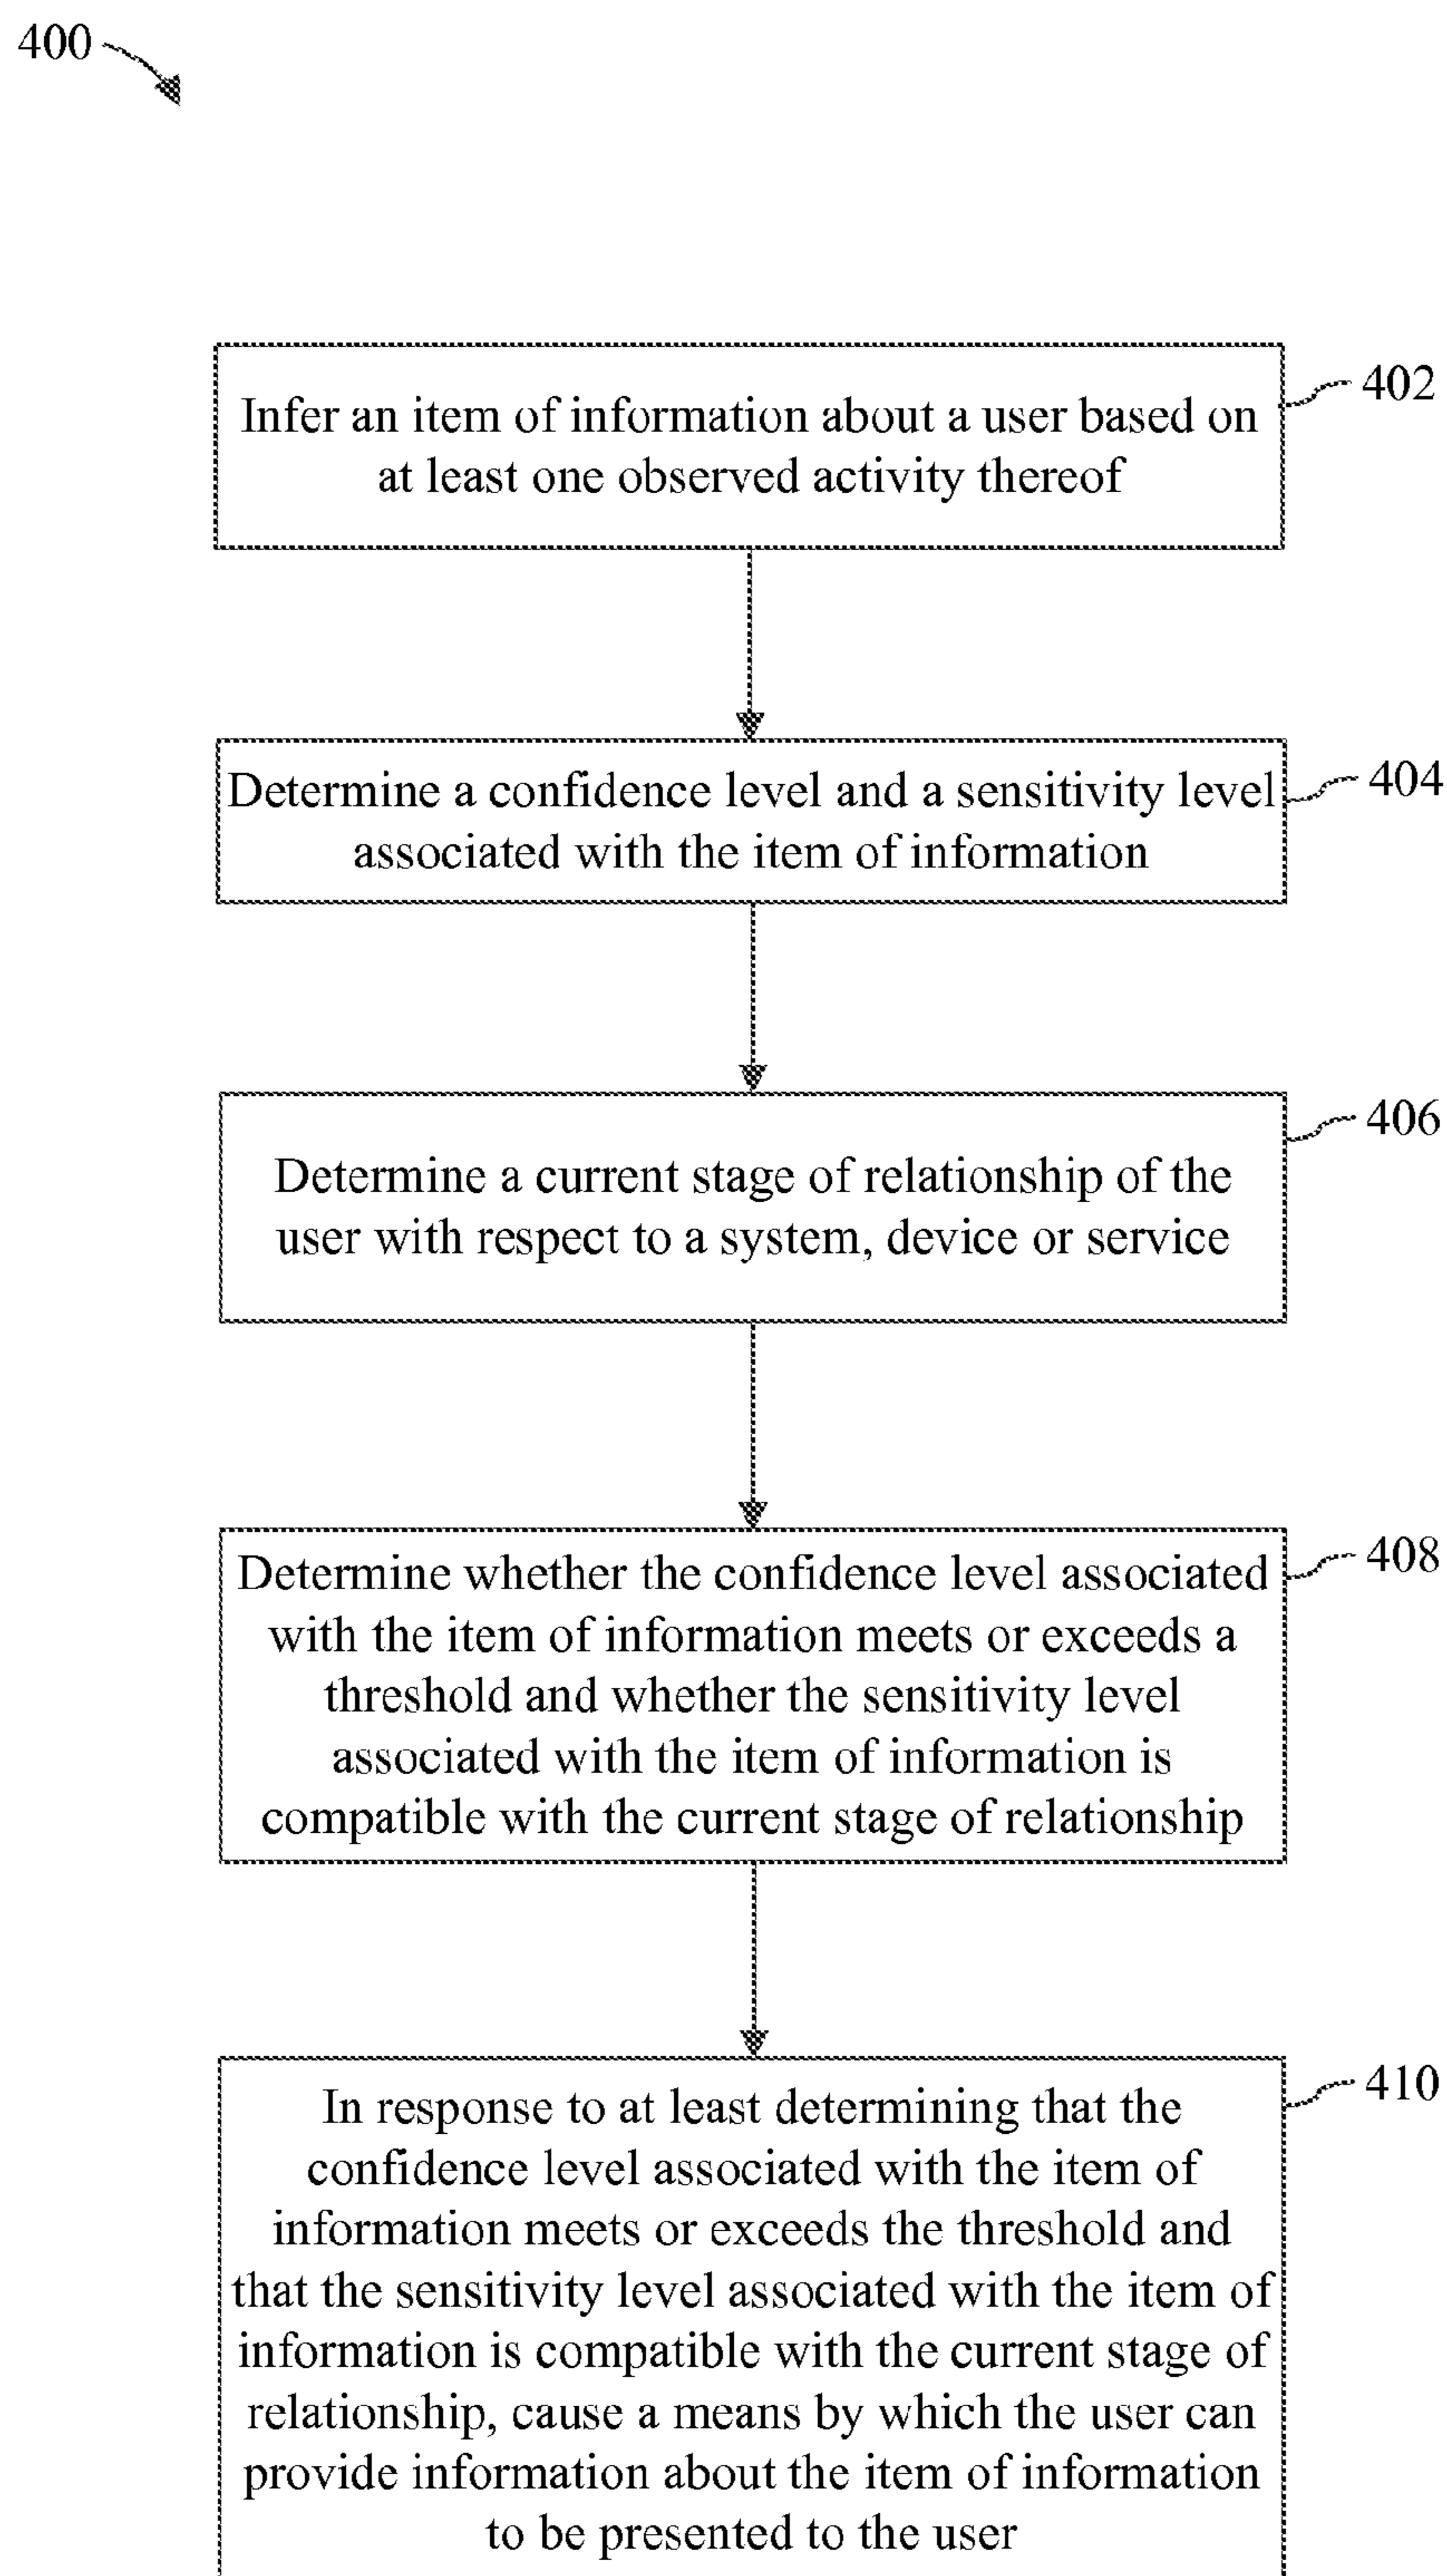 400
Infer an item of information about a user based on
at least one observed activity thereof
402
Determine a confidence level and a sensitivity level
associated with the item of information
404
Determine a current stage of relationship of the
user with respect to a system, device or service
406
Determine whether the confidence level associated
with the item of information meets or exceeds a
threshold and whether the sensitivity level
associated with the item of information is
compatible with the current stage of relationship
408
In response to at least determining that the
confidence level associated with the item of
information meets or exceeds the threshold and
that the sensitivity level associated with the item of
information is compatible with the current stage of
relationship, cause a means by which the user can
provide information about the item of information
to be presented to the user
410